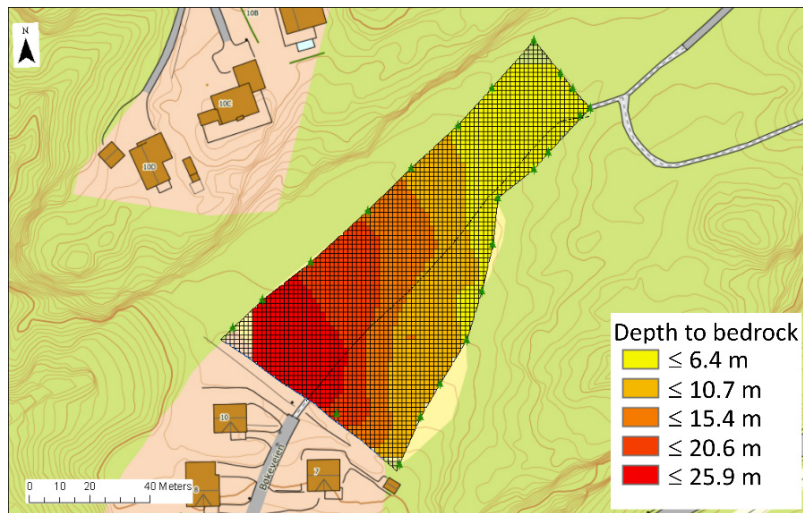 10B
N
10C
10D
Depth to bedrock
≤ 6.4 m
≤ 10.7 m
≤ 15.4 m
≤ 20.6 m
≤ 25.9 m
10
Bøkeveien
7
0 10 20 40 Meters